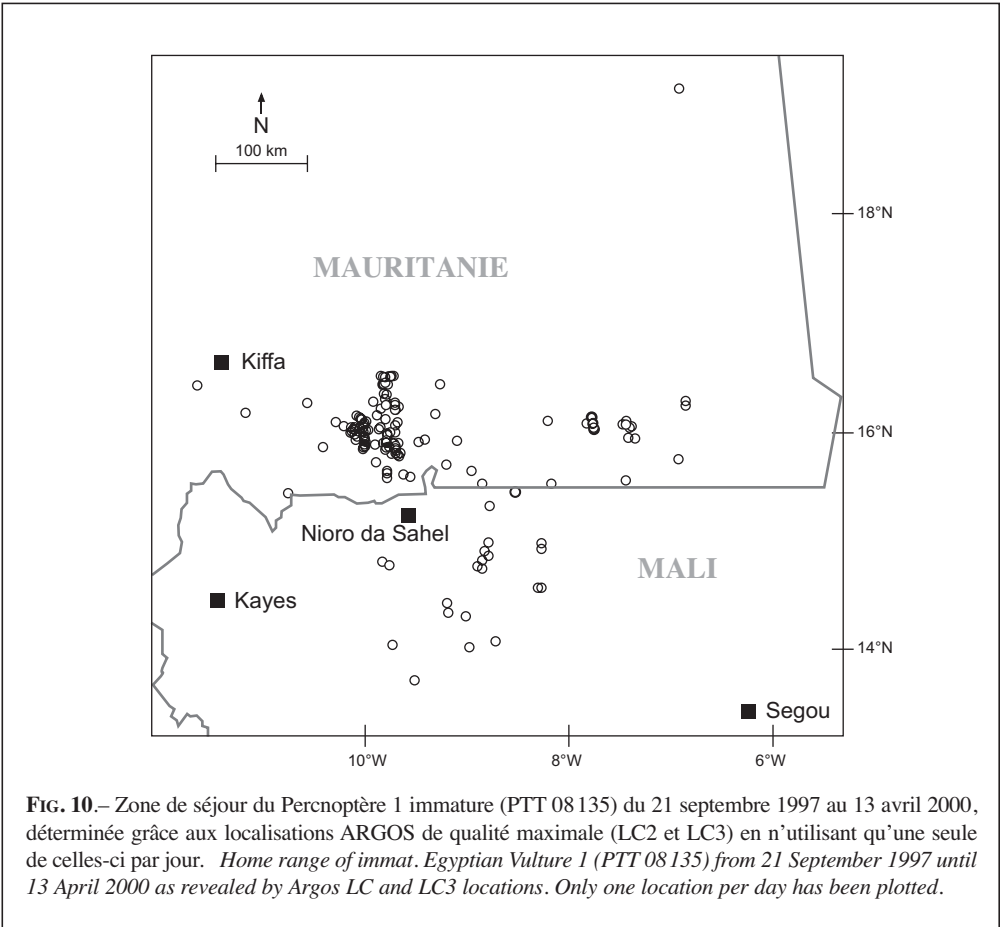 N
100 km
18°N
MAURITANIE
Kiffa
16°N
Nioro da Sahel
MALI
Kayes
14°N
Segou
10°W 8°W 6°W
FIG. 10.– Zone de séjour du Percnoptère 1 immature (PTT 08135) du 21 septembre 1997 au 13 avril 2000,
déterminée grâce aux localisations ARGOS de qualité maximale (LC2 et LC3) en n'utilisant qu'une seule
de celles-ci par jour. Home range of immat. Egyptian Vulture 1 (PTT 08135) from 21 September 1997 until
13 April 2000 as revealed by Argos LC and LC3 locations. Only one location per day has been plotted.